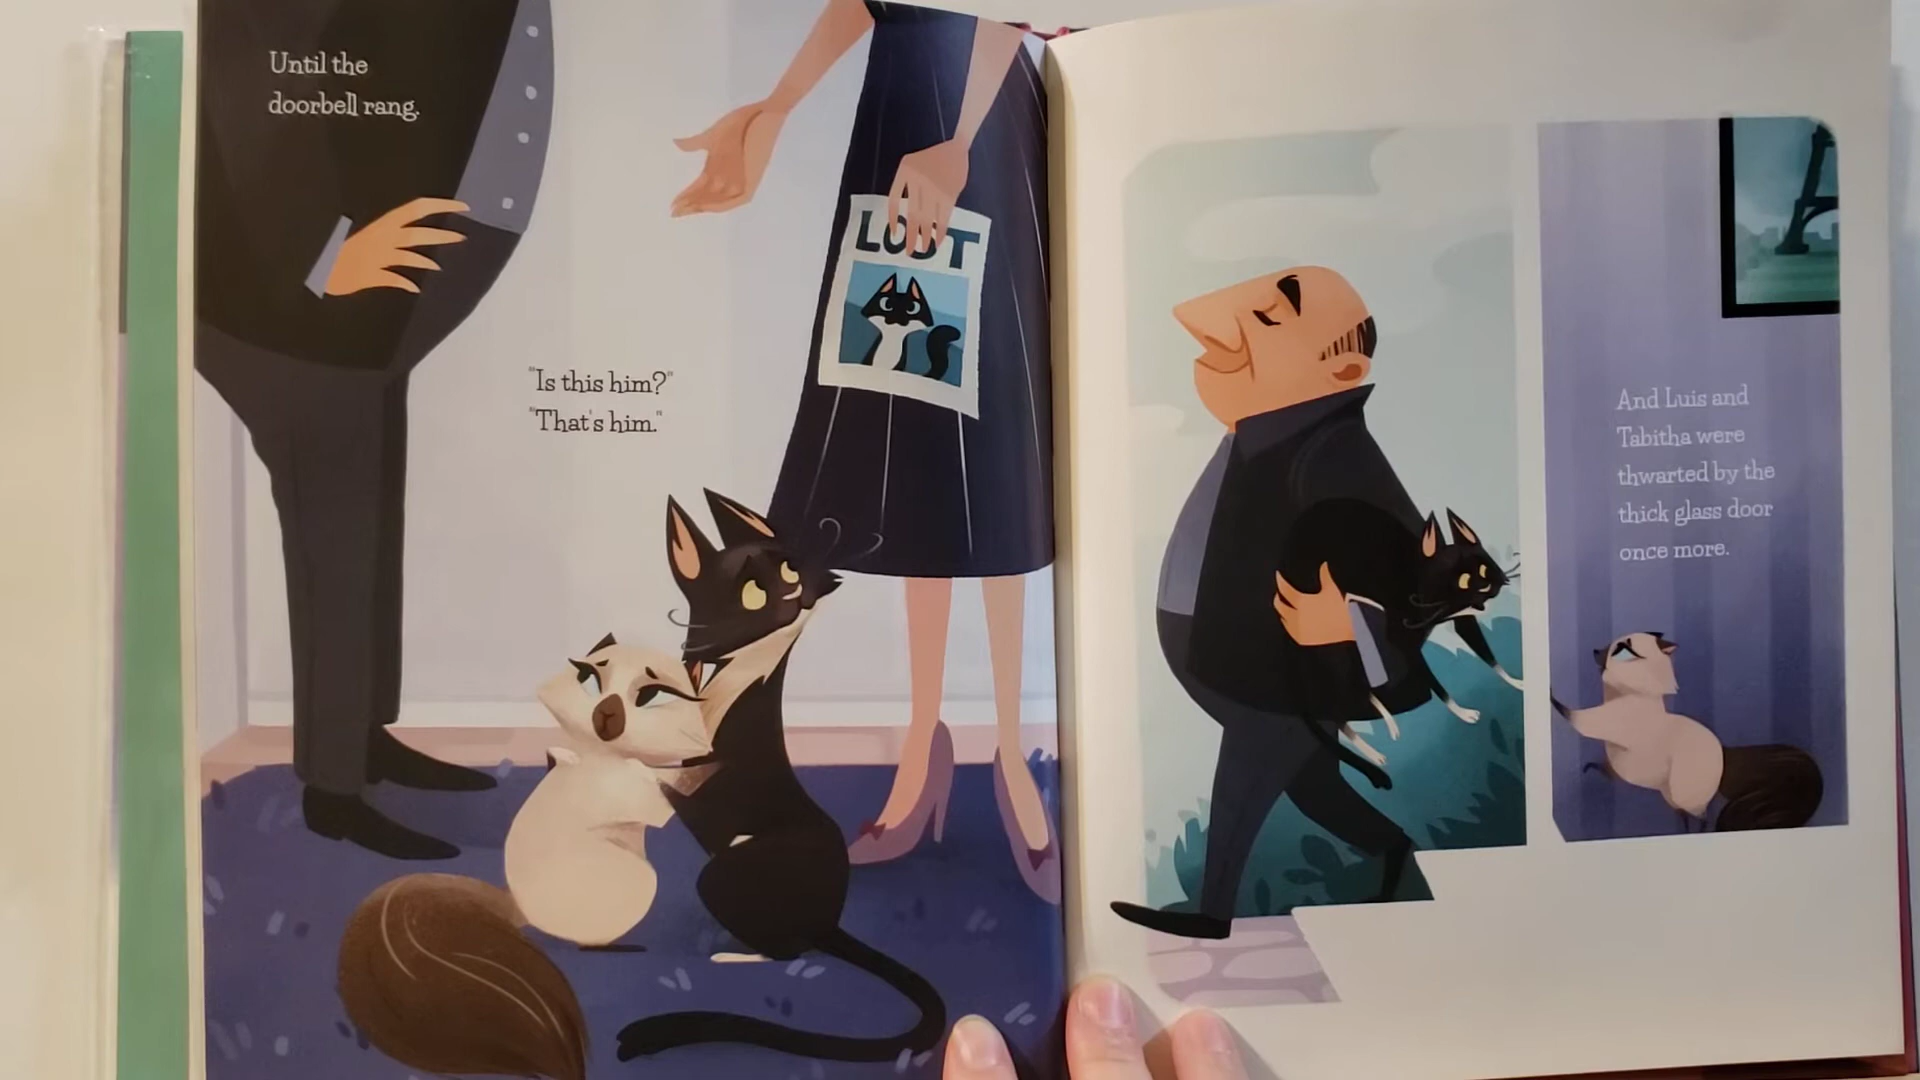 Until the
doorbell rang.
LOST
"Is this him?"
"That's him."
And Luis and
Tabitha were
thwarted by the
thick glass door
once more.